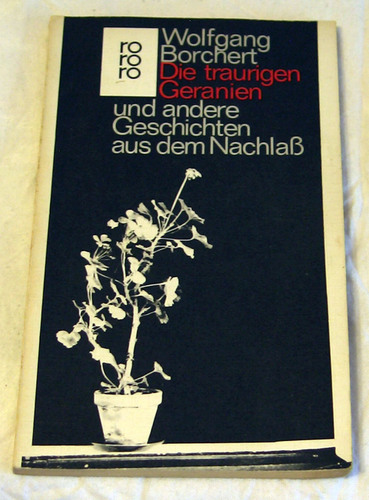 ro
ro
ro
Wolfgang
Borchert
Die traurigen
Geranien
und andere
Geschichten
aus dem Nachlaß